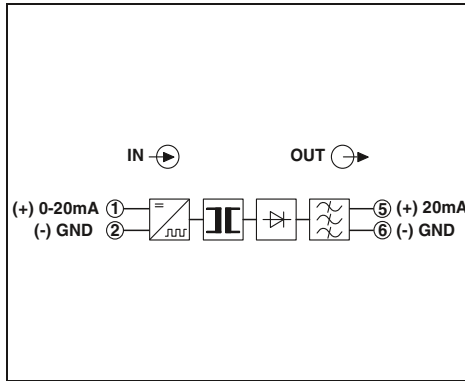 IN OUT
(+) 0-20mA 1 5 (+) 20mA
(-) GND 2 6 (-) GND